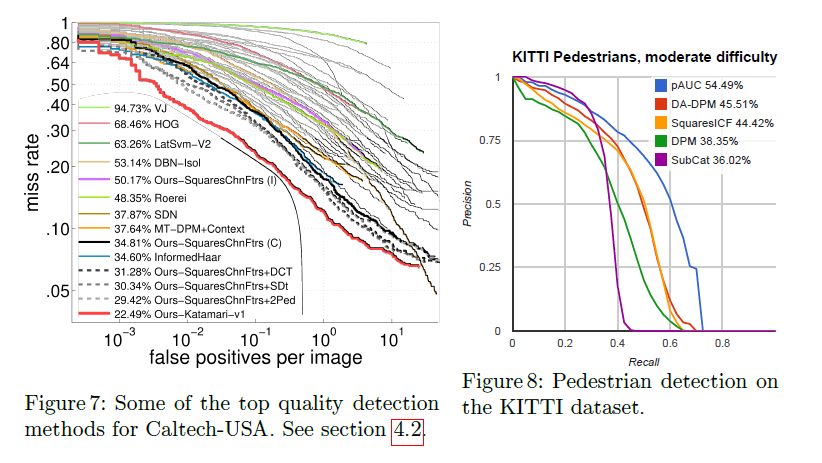 1
.80
.64
.50
.40
.30
.20
.10
.05
miss rate
94.73% VJ
68.46% HOG
63.26% LatSvm−V2
53.14% DBN−Isol
50.17% Ours−SquaresChnFtrs (I)
48.35% Roerei
37.87% SDN
37.64% MT−DPM+Context
34.81% Ours−SquaresChnFtrs (C)
34.60% InformedHaar
31.28% Ours−SquaresChnFtrs+DCT
30.34% Ours−SquaresChnFtrs+SDt
29.42% Ours−SquaresChnFtrs+2Ped
22.49% Ours−Katamari−v1
10⁻³ 10⁻² 10⁻¹ 10⁰ 10¹
false positives per image
Figure 7: Some of the top quality detection
methods for Caltech-USA. See section 4.2.
KITTI Pedestrians, moderate difficulty
1
0.75
0.5
0.25
0
Precision
pAUC 54.49%
DA-DPM 45.51%
SquaresICF 44.42%
DPM 38.35%
SubCat 36.02%
0 0.2 0.4 0.6 0.8
Recall
Figure 8: Pedestrian detection on
the KITTI dataset.